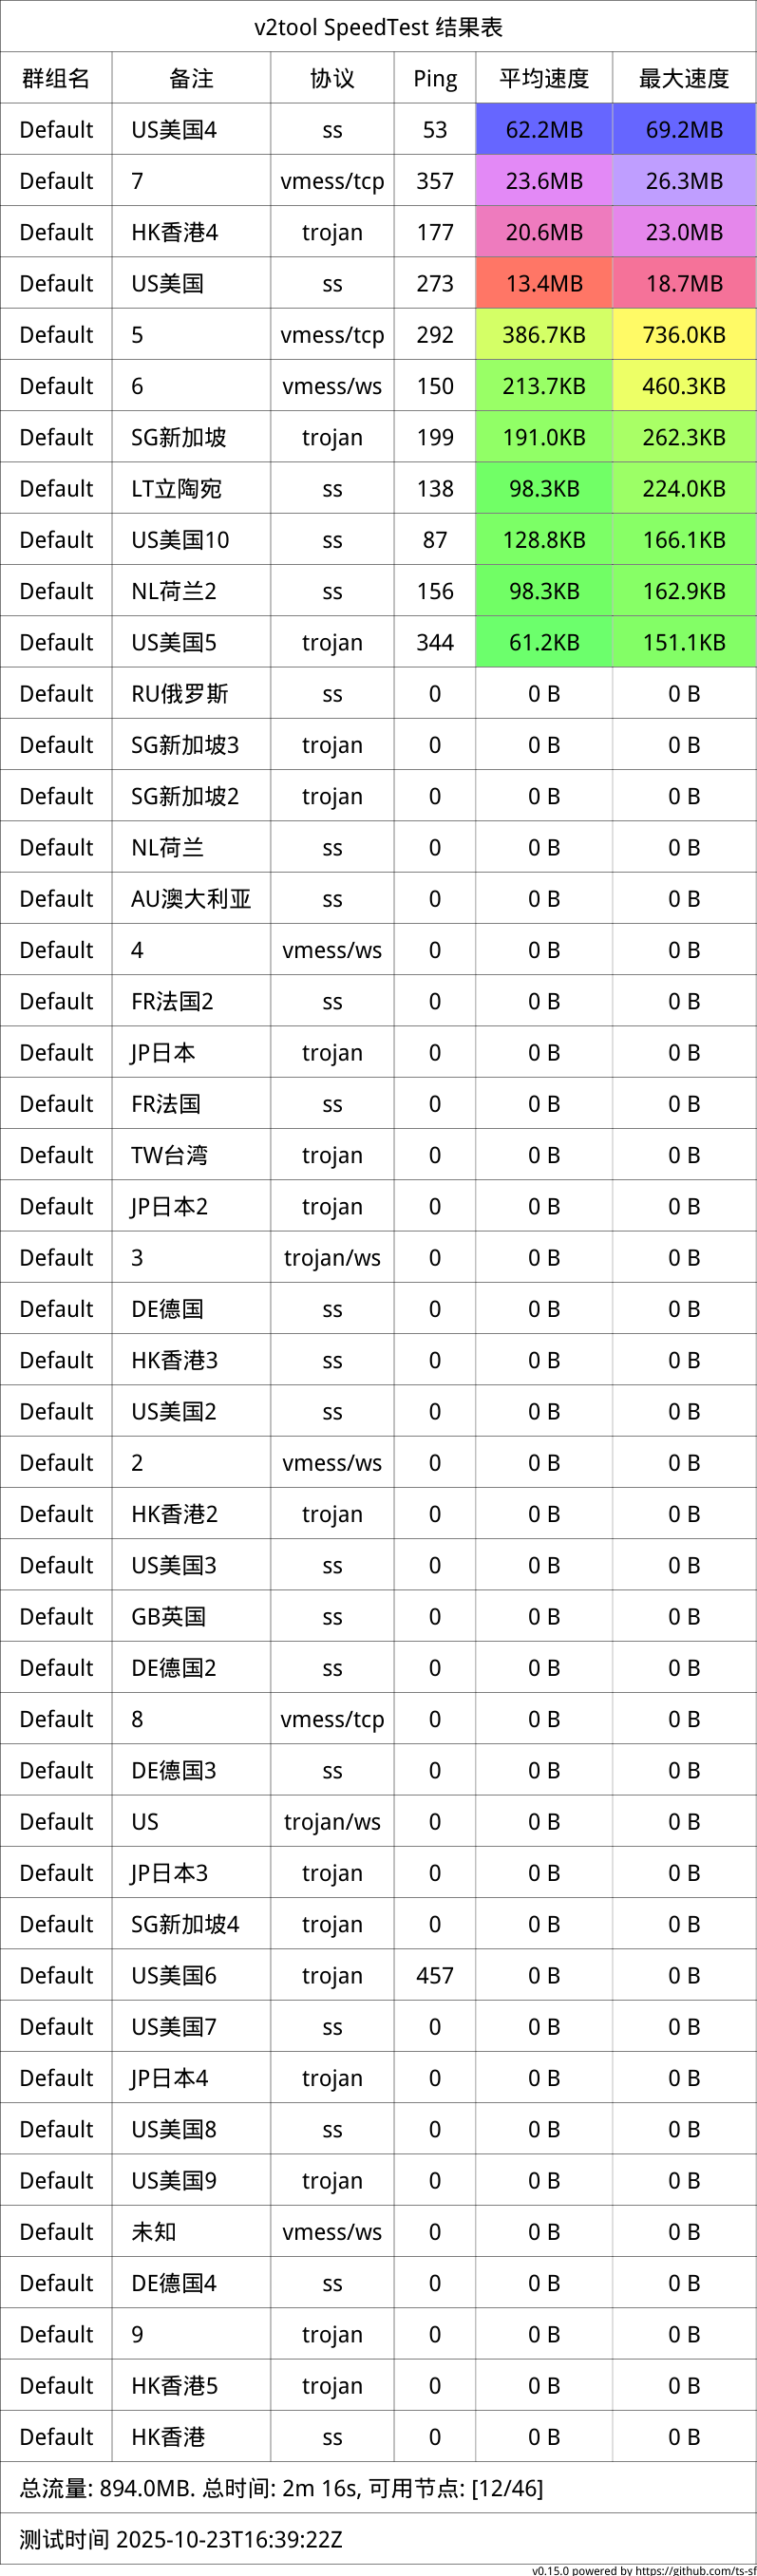 v2tool SpeedTest 结果表
群组名 备注 协议 Ping 平均速度 最大速度
Default US美国4 ss 53 62.2MB 69.2MB
Default 7 vmess/tcp 357 23.6MB 26.3MB
Default HK香港4 trojan 177 20.6MB 23.0MB
Default US美国 ss 273 13.4MB 18.7MB
Default 5 vmess/tcp 292 386.7KB 736.0KB
Default 6 vmess/ws 150 213.7KB 460.3KB
Default SG新加坡 trojan 199 191.0KB 262.3KB
Default LT立陶宛 ss 138 98.3KB 224.0KB
Default US美国10 ss 87 128.8KB 166.1KB
Default NL荷兰2 ss 156 98.3KB 162.9KB
Default US美国5 trojan 344 61.2KB 151.1KB
Default RU俄罗斯 ss 0 0 B 0 B
Default SG新加坡3 trojan 0 0 B 0 B
Default SG新加坡2 trojan 0 0 B 0 B
Default NL荷兰 ss 0 0 B 0 B
Default AU澳大利亚 ss 0 0 B 0 B
Default 4 vmess/ws 0 0 B 0 B
Default FR法国2 ss 0 0 B 0 B
Default JP日本 trojan 0 0 B 0 B
Default FR法国 ss 0 0 B 0 B
Default TW台湾 trojan 0 0 B 0 B
Default JP日本2 trojan 0 0 B 0 B
Default 3 trojan/ws 0 0 B 0 B
Default DE德国 ss 0 0 B 0 B
Default HK香港3 ss 0 0 B 0 B
Default US美国2 ss 0 0 B 0 B
Default 2 vmess/ws 0 0 B 0 B
Default HK香港2 trojan 0 0 B 0 B
Default US美国3 ss 0 0 B 0 B
Default GB英国 ss 0 0 B 0 B
Default DE德国2 ss 0 0 B 0 B
Default 8 vmess/tcp 0 0 B 0 B
Default DE德国3 ss 0 0 B 0 B
Default US trojan/ws 0 0 B 0 B
Default JP日本3 trojan 0 0 B 0 B
Default SG新加坡4 trojan 0 0 B 0 B
Default US美国6 trojan 457 0 B 0 B
Default US美国7 ss 0 0 B 0 B
Default JP日本4 trojan 0 0 B 0 B
Default US美国8 ss 0 0 B 0 B
Default US美国9 trojan 0 0 B 0 B
Default 未知 vmess/ws 0 0 B 0 B
Default DE德国4 ss 0 0 B 0 B
Default 9 trojan 0 0 B 0 B
Default HK香港5 trojan 0 0 B 0 B
Default HK香港 ss 0 0 B 0 B
总流量: 894.0MB. 总时间: 2m 16s, 可用节点: [12/46]
测试时间 2025-10-23T16:39:22Z
v0.15.0 powered by https://github.com/ts-sf